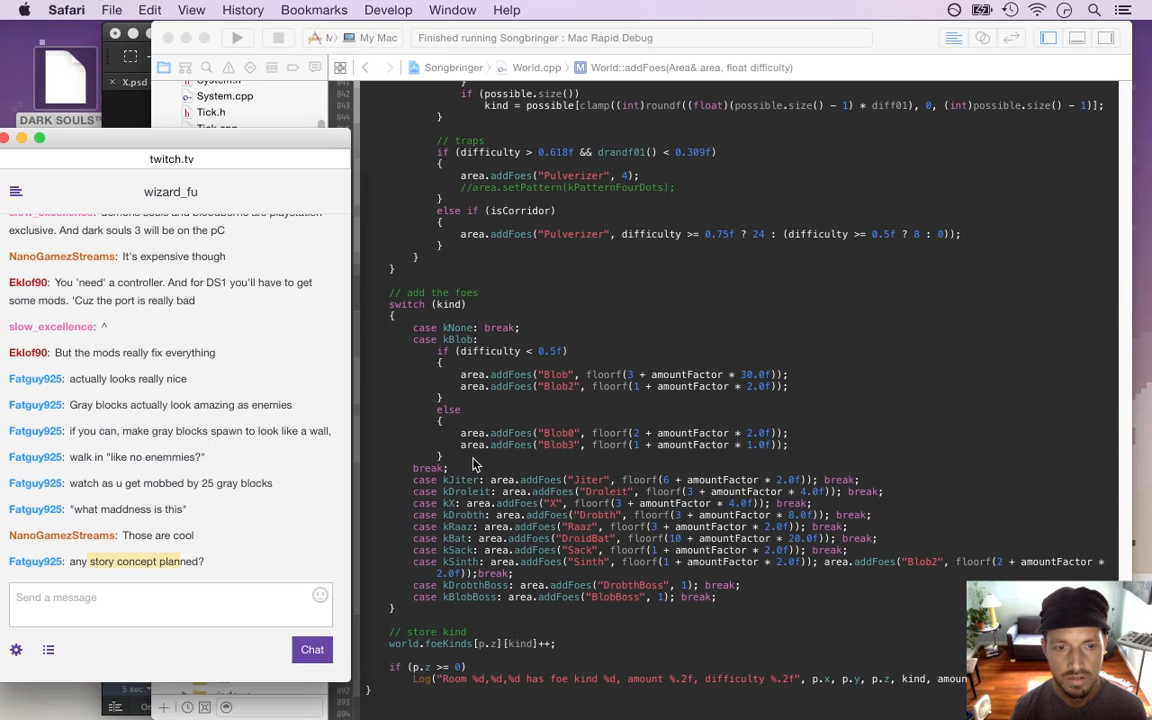 Safari File Edit View History Bookmarks Develop Window Help
Finished running Songbringer : Mac Rapid Debug
My Mac
Songbringer
World.cpp
World::addFoes(Area& area, float difficulty)
X.psd
DARK SOULS™
System.cpp
Tick.h
twitch.tv
wizard_fu
exclusive. And dark souls 3 will be on the pC
NanoGamezStreams: It's expensive though
Eklof90: You 'need' a controller. And for DS1 you'll have to get
some mods. 'Cuz the port is really bad
slow_excellence: ^
Eklof90: But the mods really fix everything
Fatguy925: actually looks really nice
Fatguy925: Gray blocks actually look amazing as enemies
Fatguy925: if you can, make gray blocks spawn to look like a wall,
Fatguy925: walk in "like no enemmies?"
Fatguy925: watch as u get mobbed by 25 gray blocks
Fatguy925: "what maddness is this"
NanoGamezStreams: Those are cool
Fatguy925: any story concept planned?
Send a message
Chat
5 sec.
842
843
844
892
893
894
if (possible.size())
kind = possible[clamp((int)roundf((float)(possible.size() - 1) * diff01), 0, (int)possible.size() - 1)];
}
// traps
if (difficulty > 0.618f && drandf01() < 0.309f)
{
area.addFoes("Pulverizer", 4);
//area.setPattern(kPatternFourDots);
}
else if (isCorridor)
{
area.addFoes("Pulverizer", difficulty >= 0.75f ? 24 : (difficulty >= 0.5f ? 8 : 0));
}
}
}
// add the foes
switch (kind)
{
case kNone: break;
case kBlob:
if (difficulty < 0.5f)
{
area.addFoes("Blob", floorf(3 + amountFactor * 30.0f));
area.addFoes("Blob2", floorf(1 + amountFactor * 2.0f));
}
else
{
area.addFoes("Blob0", floorf(2 + amountFactor * 2.0f));
area.addFoes("Blob3", floorf(1 + amountFactor * 1.0f));
}
break;
case kJiter: area.addFoes("Jiter", floorf(6 + amountFactor * 2.0f)); break;
case kDroleit: area.addFoes("Droleit", floorf(3 + amountFactor * 4.0f)); break;
case kX: area.addFoes("X", floorf(3 + amountFactor * 4.0f)); break;
case kDrobth: area.addFoes("Drobth", floorf(3 + amountFactor * 8.0f)); break;
case kRaaz: area.addFoes("Raaz", floorf(3 + amountFactor * 2.0f)); break;
case kBat: area.addFoes("DroidBat", floorf(10 + amountFactor * 20.0f)); break;
case kSack: area.addFoes("Sack", floorf(1 + amountFactor * 2.0f)); break;
case kSinth: area.addFoes("Sinth", floorf(1 + amountFactor * 2.0f)); area.addFoes("Blob2", floorf(2 + amountFactor *
2.0f));break;
case kDrobthBoss: area.addFoes("DrobthBoss", 1); break;
case kBlobBoss: area.addFoes("BlobBoss", 1); break;
}
// store kind
world.foeKinds[p.z][kind]++;
if (p.z >= 0)
Log("Room %d,%d,%d has foe kind %d, amount %.2f, difficulty %.2f", p.x, p.y, p.z, kind, amoun
}